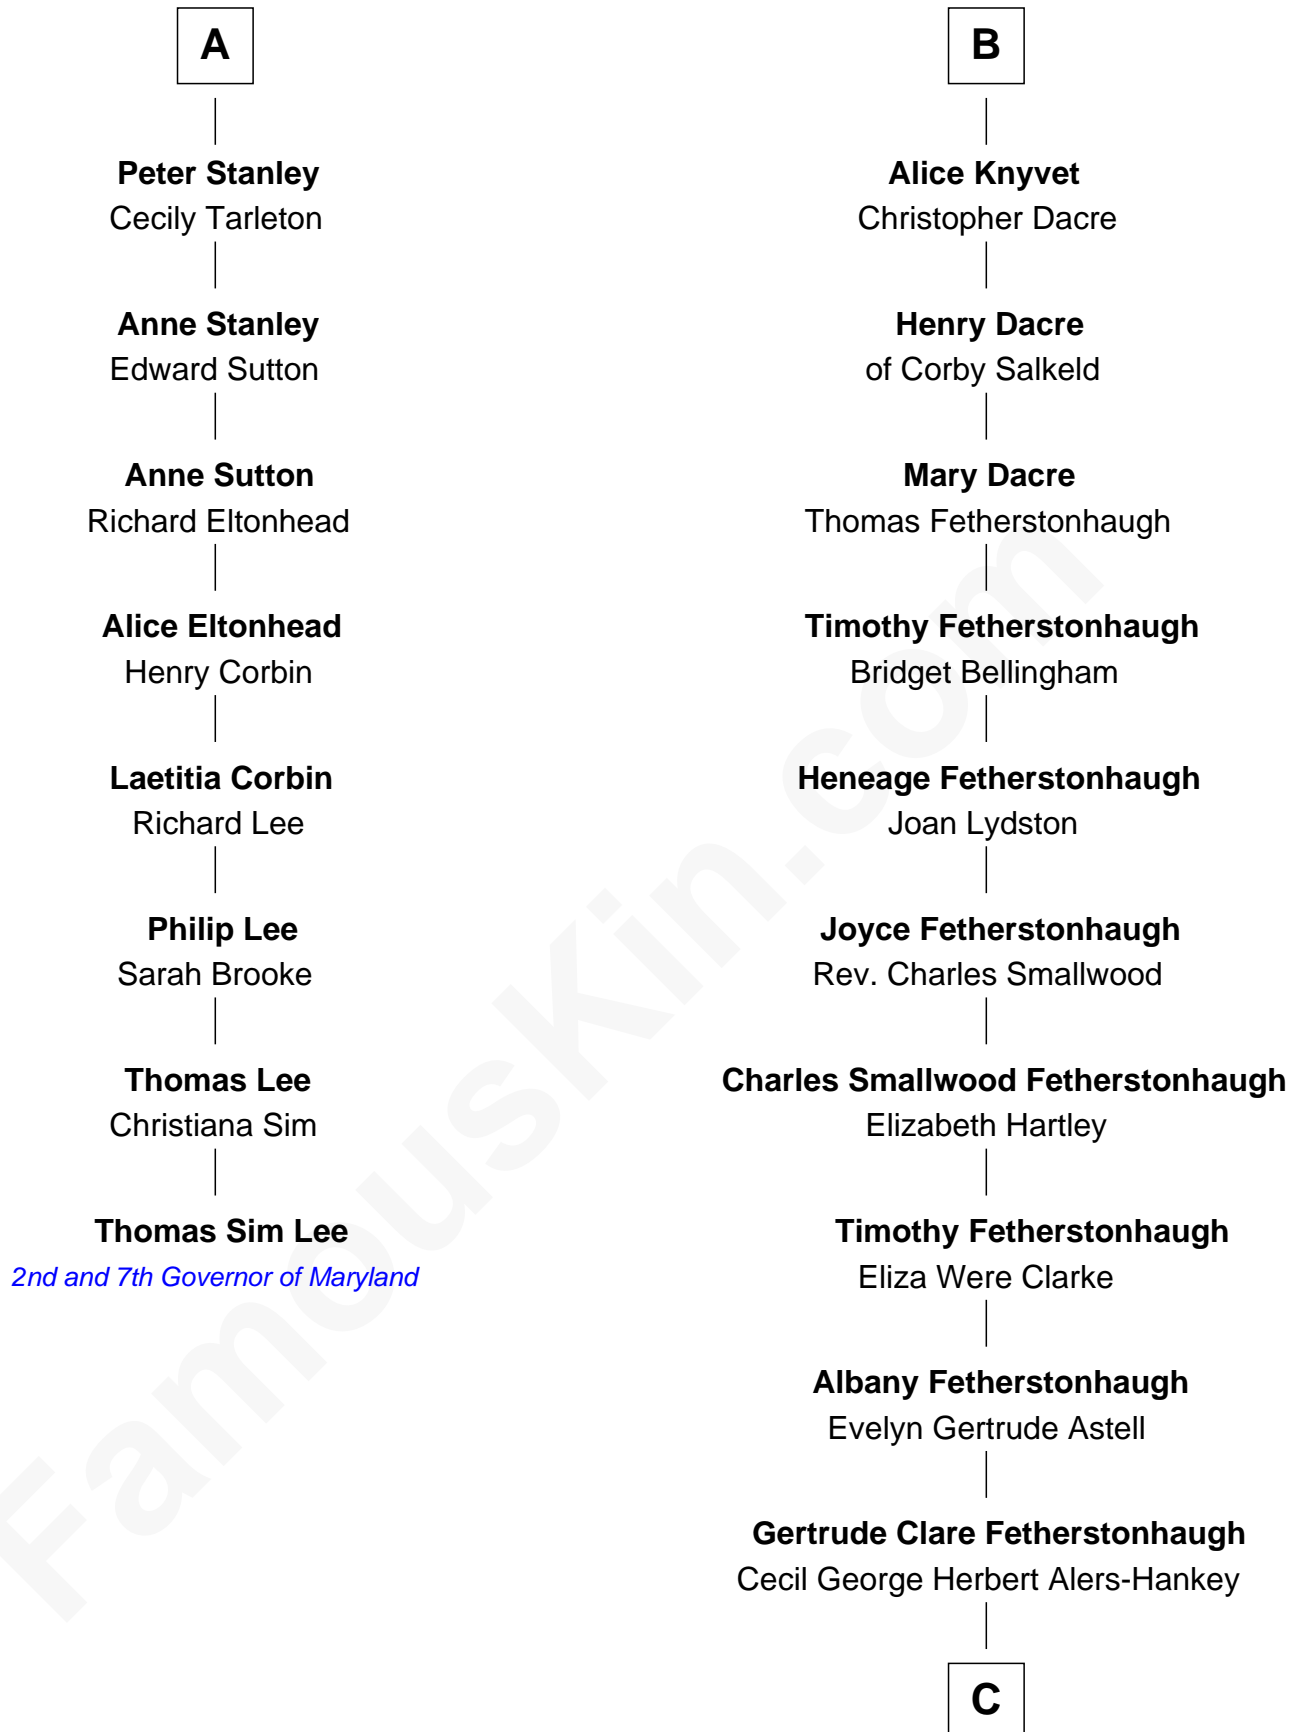 A
Peter Stanley
Cecily Tarleton
Anne Stanley
Edward Sutton
Anne Sutton
Richard Eltonhead
Alice Eltonhead
Henry Corbin
Laetitia Corbin
Richard Lee
Philip Lee
Sarah Brooke
Thomas Lee
Christiana Sim
Thomas Sim Lee
2nd and 7th Governor of Maryland
B
Alice Knyvet
Christopher Dacre
Henry Dacre
of Corby Salkeld
Mary Dacre
Thomas Fetherstonhaugh
Timothy Fetherstonhaugh
Bridget Bellingham
Heneage Fetherstonhaugh
Joan Lydston
Joyce Fetherstonhaugh
Rev. Charles Smallwood
Charles Smallwood Fetherstonhaugh
Elizabeth Hartley
Timothy Fetherstonhaugh
Eliza Were Clarke
Albany Fetherstonhaugh
Evelyn Gertrude Astell
Gertrude Clare Fetherstonhaugh
Cecil George Herbert Alers-Hankey
C
FamousKin.com